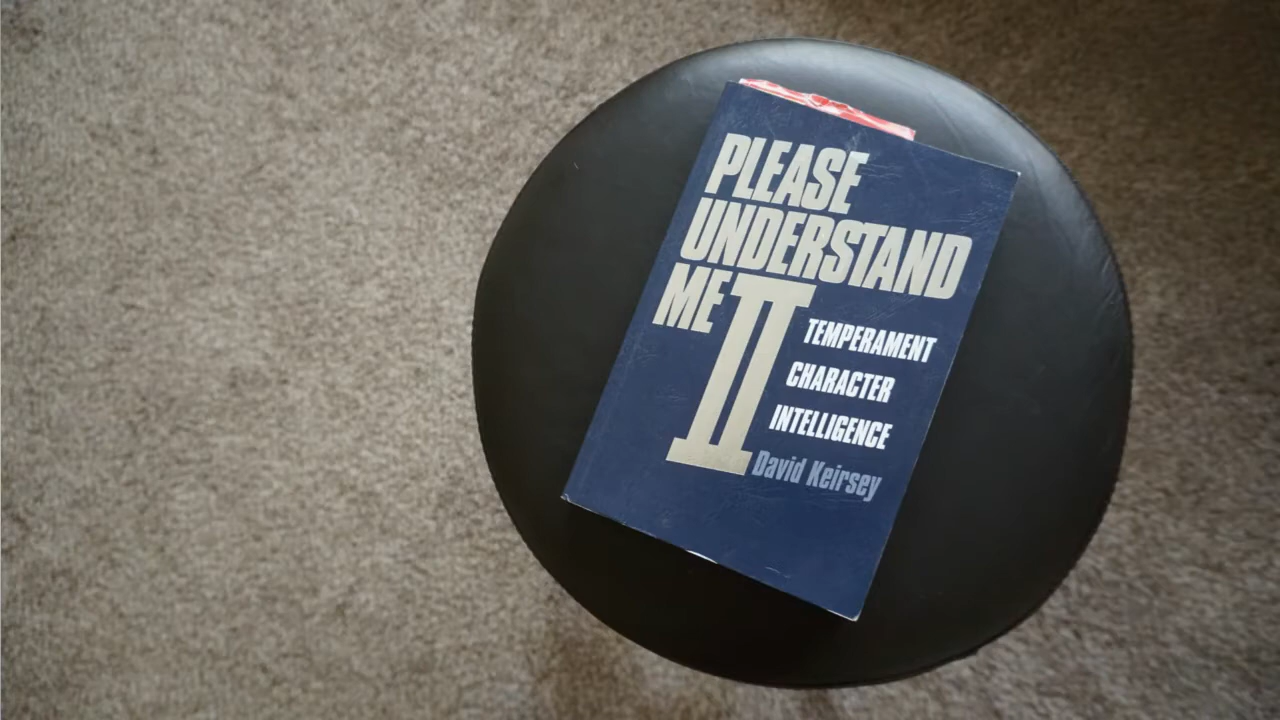 PLEASE
UNDERSTAND
ME II
TEMPERAMENT
CHARACTER
INTELLIGENCE
David Keirsey